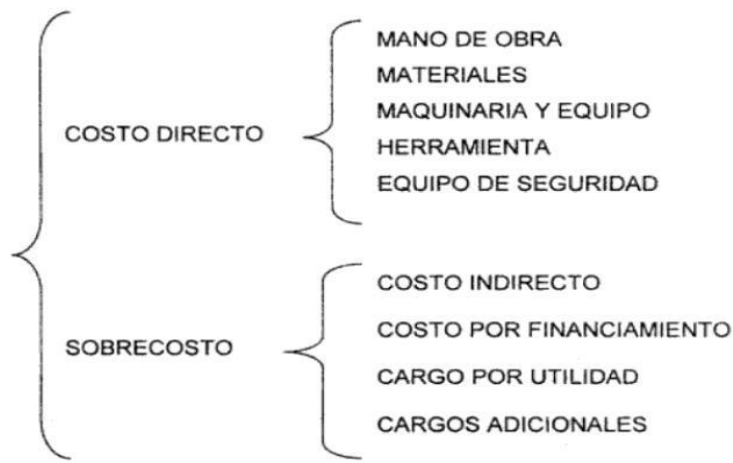 COSTO DIRECTO
MANO DE OBRA
MATERIALES
MAQUINARIA Y EQUIPO
HERRAMIENTA
EQUIPO DE SEGURIDAD
SOBRECOSTO
COSTO INDIRECTO
COSTO POR FINANCIAMIENTO
CARGO POR UTILIDAD
CARGOS ADICIONALES